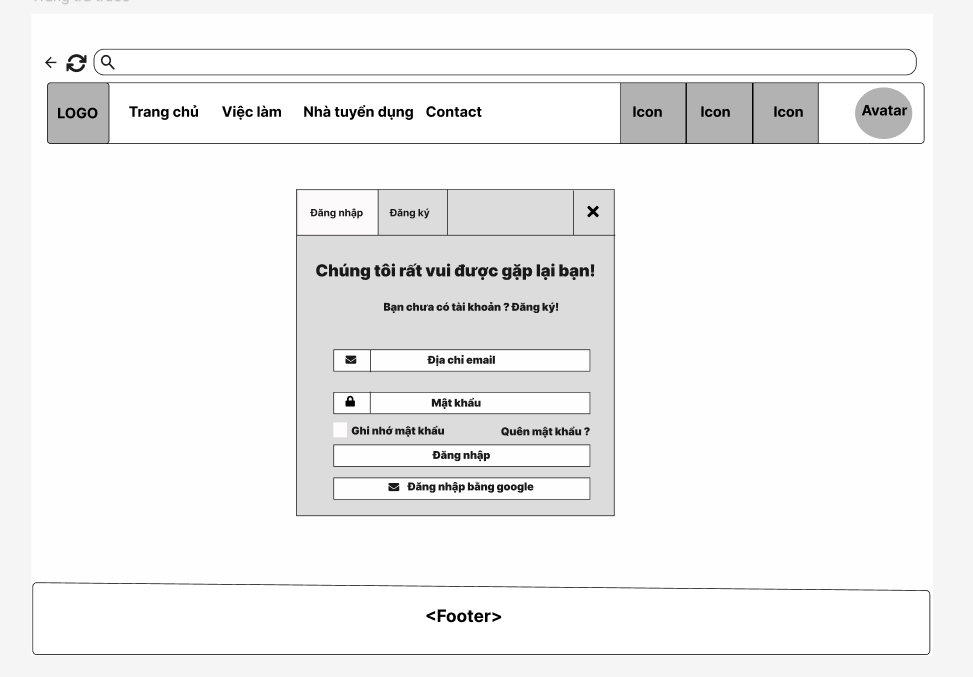 LOGO Trang chủ Việc làm Nhà tuyển dụng Contact Icon Icon Icon Avatar
Đăng nhập Đăng ký
Chúng tôi rất vui được gặp lại bạn!
Bạn chưa có tài khoản ? Đăng ký!
Địa chỉ email
Mật khẩu
Ghi nhớ mật khẩu Quên mật khẩu ?
Đăng nhập
Đăng nhập bằng google
<Footer>